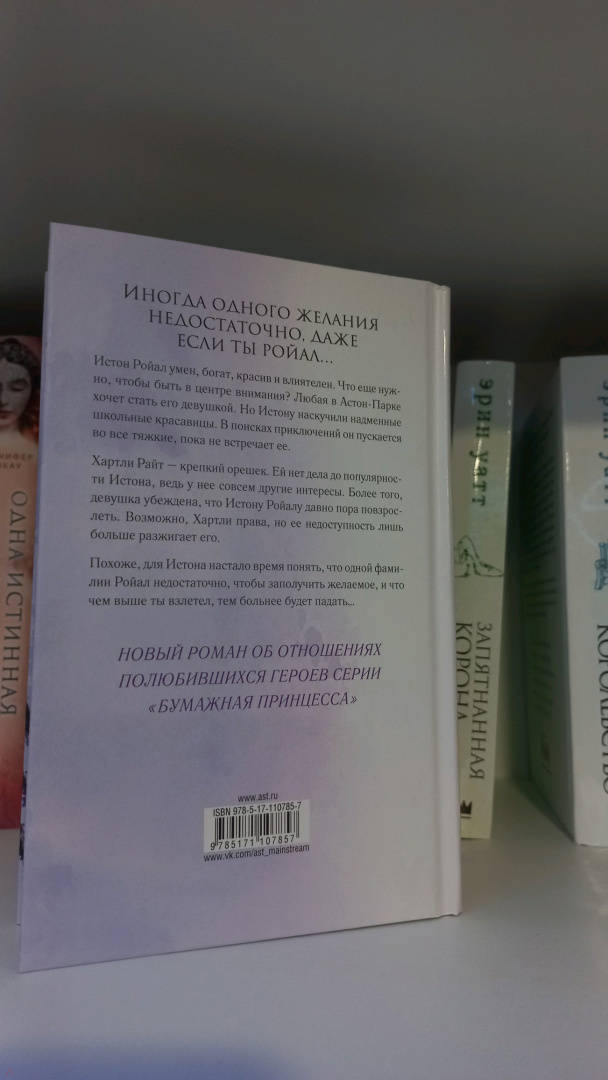 ИНОГДА ОДНОГО ЖЕЛАНИЯ
НЕДОСТАТОЧНО, ДАЖЕ
ЕСЛИ ТЫ РОЙАЛ...
Истон Ройал умен, богат, красив и влиятелен. Что еще нуж-
но, чтобы быть в центре внимания? Любая в Астон-Парке
хочет стать его девушкой. Но Истону наскучили надменные
школьные красавицы. В поисках приключений он пускается
во все тяжкие, пока не встречает ее.
Хартли Райт — крепкий орешек. Ей нет дела до популярнос-
ти Истона, ведь у нее совсем другие интересы. Более того,
девушка убеждена, что Истону Ройалу давно пора повзрос-
леть. Возможно, Хартли права, но ее недоступность лишь
больше разжигает его.
Похоже, для Истона настало время понять, что одной фами-
лии Ройал недостаточно, чтобы заполучить желаемое, и что
чем выше ты взлетел, тем больнее будет падать...
НОВЫЙ РОМАН ОБ ОТНОШЕНИЯХ
ПОЛЮБИВШИХСЯ ГЕРОЕВ СЕРИИ
«БУМАЖНАЯ ПРИНЦЕССА»
www.ast.ru
ISBN 978-5-17-110785-7
9 785171 107857
www.vk.com/ast_mainstream
ОДНА ИСТИННАЯ
ЭРИН УАТТ
ЗАПЯТНАННАЯ
КОРОНА